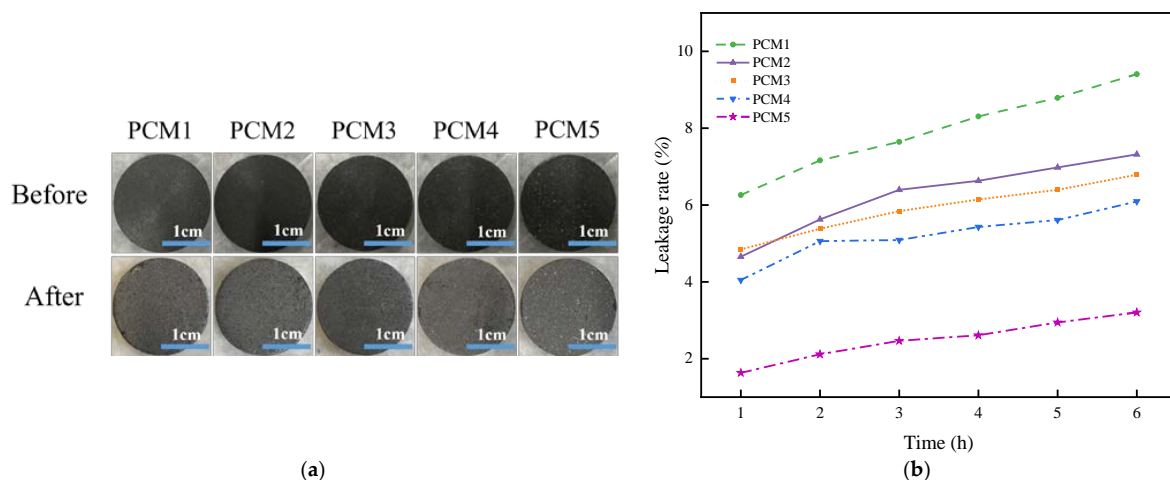 PCM1 PCM2 PCM3 PCM4 PCM5
Before
1cm 1cm 1cm 1cm 1cm
After
1cm 1cm 1cm 1cm 1cm
(a)
PCM1
PCM2
PCM3
PCM4
PCM5
Leakage rate (%)
10
8
6
4
2
1 2 3 4 5 6
Time (h)
(b)